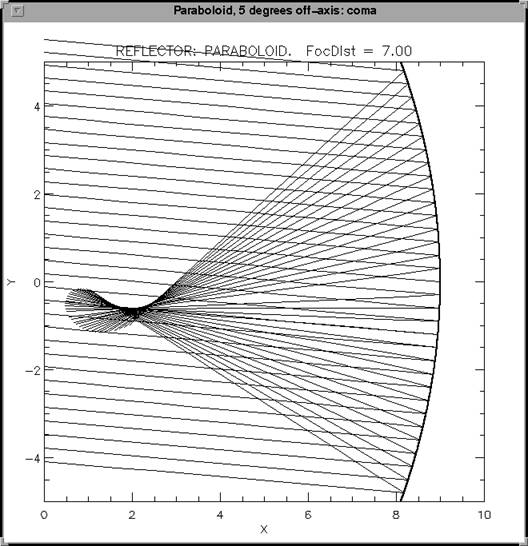 Paraboloid, 5 degrees off-axis: coma
REFLECTOR: PARABOLOID. FocDist = 7.00
4
2
0
-2
-4
Y
0 2 4 6 8 10
X